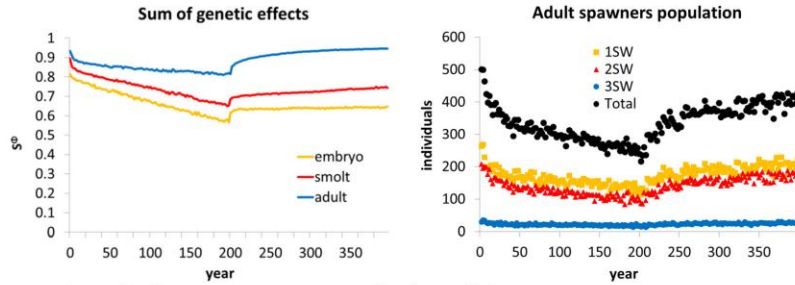 Sum of genetic effects
1
0.9
0.8
0.7
0.6
0.5
0.4
0.3
0.2
0.1
0
S^Φ
embryo
smolt
adult
0 50 100 150 200 250 300 350
year
Adult spawners population
600
500
400
300
200
100
0
individuals
1SW
2SW
3SW
Total
0 50 100 150 200 250 300 350
year